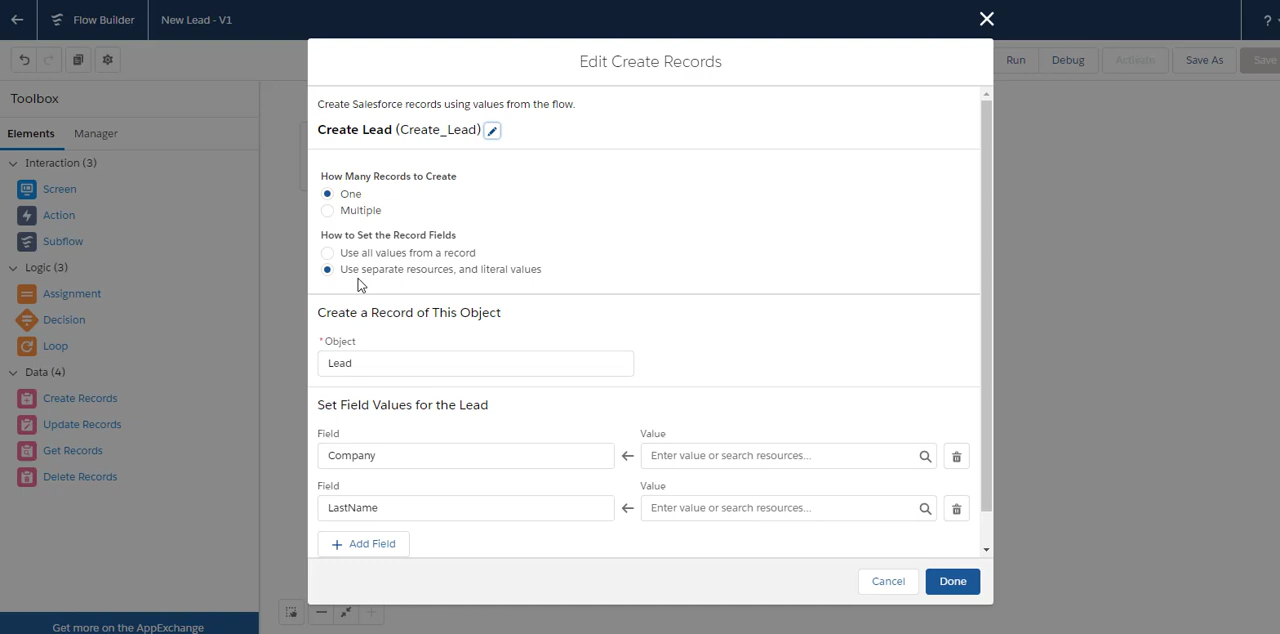 Flow Builder
New Lead - V1
?
Run
Debug
Activate
Save As
Save
Toolbox
Elements
Manager
Interaction (3)
Screen
Action
Subflow
Logic (3)
Assignment
Decision
Loop
Data (4)
Create Records
Update Records
Get Records
Delete Records
Get more on the AppExchange
Edit Create Records
Create Salesforce records using values from the flow.
Create Lead (Create_Lead)
How Many Records to Create
One
Multiple
How to Set the Record Fields
Use all values from a record
Use separate resources, and literal values
Create a Record of This Object
* Object
Lead
Set Field Values for the Lead
Field Value
Company Enter value or search resources...
Field Value
LastName Enter value or search resources...
+ Add Field
Cancel
Done